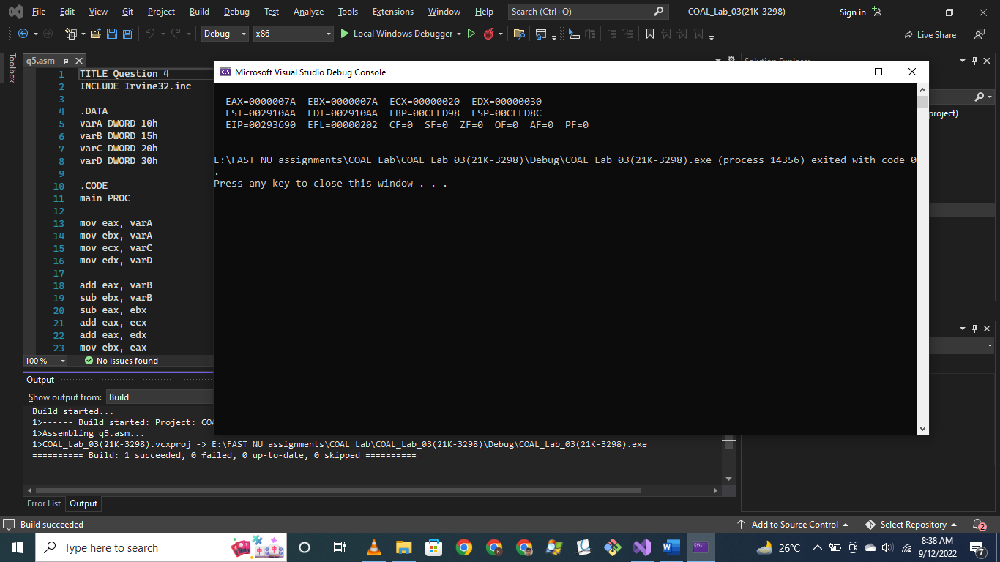 File Edit View Git Project Build Debug Test Analyze Tools Extensions Window Help Search (Ctrl+Q) COAL_Lab_03(21K-3298) Sign in
Debug x86 Local Windows Debugger Live Share
Toolbox
q5.asm
Solution Explorer
1 TITLE Question 4
2 INCLUDE Irvine32.inc
3
4 .DATA
5 varA DWORD 10h
6 varB DWORD 15h
7 varC DWORD 20h
8 varD DWORD 30h
9
10 .CODE
11 main PROC
12
13 mov eax, varA
14 mov ebx, varA
15 mov ecx, varC
16 mov edx, varD
17
18 add eax, varB
19 sub ebx, varB
20 sub eax, ebx
21 add eax, ecx
22 add eax, edx
23 mov ebx, eax
100 % No issues found
Microsoft Visual Studio Debug Console
EAX=0000007A EBX=0000007A ECX=00000020 EDX=00000030
ESI=002910AA EDI=002910AA EBP=00CFFD98 ESP=00CFFD8C
EIP=00293690 EFL=00000202 CF=0 SF=0 ZF=0 OF=0 AF=0 PF=0
E:\FAST NU assignments\COAL Lab\COAL_Lab_03(21K-3298)\Debug\COAL_Lab_03(21K-3298).exe (process 14356) exited with code 0
.
Press any key to close this window . . .
project)
Output
Show output from: Build
Build started...
1>------ Build started: Project: COA
1>Assembling q5.asm...
1>COAL_Lab_03(21K-3298).vcxproj -> E:\FAST NU assignments\COAL Lab\COAL_Lab_03(21K-3298)\Debug\COAL_Lab_03(21K-3298).exe
========== Build: 1 succeeded, 0 failed, 0 up-to-date, 0 skipped ==========
Error List Output
Build succeeded Add to Source Control Select Repository 2
Type here to search 26°C 8:38 AM
9/12/2022 7